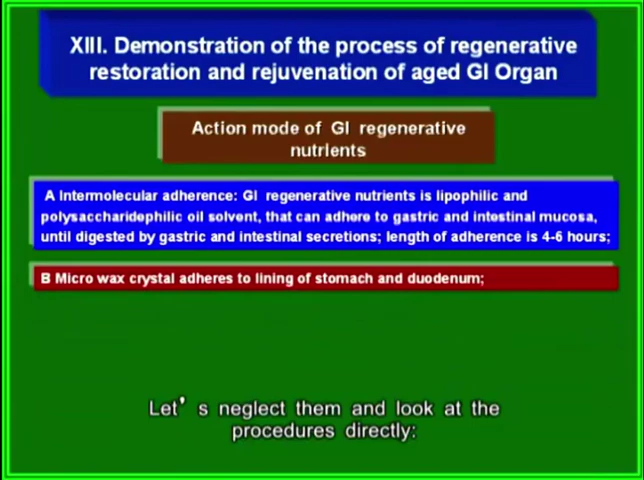 XIII. Demonstration of the process of regenerative
restoration and rejuvenation of aged GI Organ
Action mode of GI regenerative
nutrients
A Intermolecular adherence: GI regenerative nutrients is lipophilic and
polysaccharidephilic oil solvent, that can adhere to gastric and intestinal mucosa,
until digested by gastric and intestinal secretions; length of adherence is 4-6 hours;
B Micro wax crystal adheres to lining of stomach and duodenum;
Let's neglect them and look at the
procedures directly: